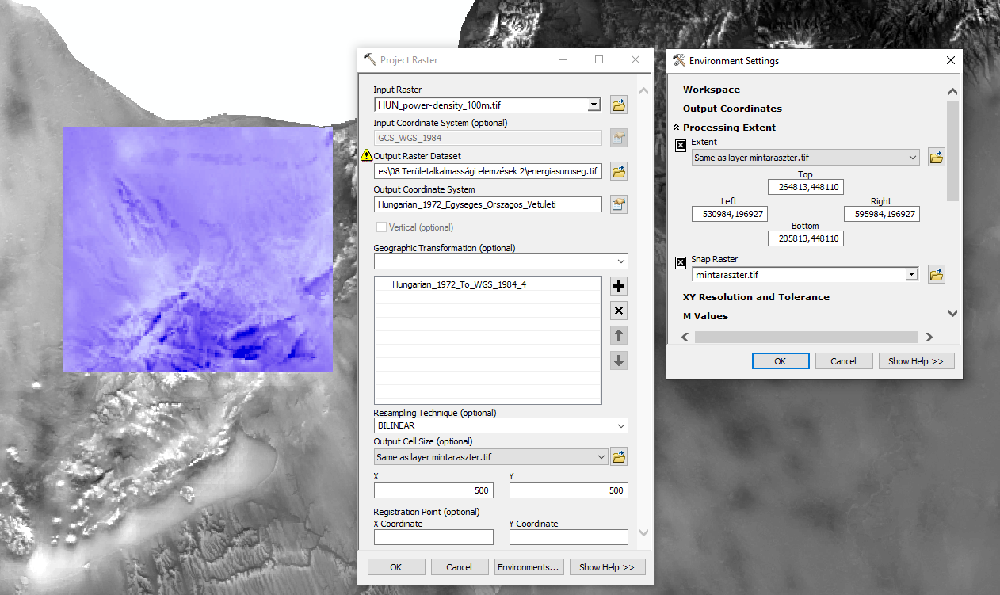 Project Raster
Input Raster
HUN_power-density_100m.tif
Input Coordinate System (optional)
GCS_WGS_1984
Output Raster Dataset
es\08 Területalkalmassági elemzések 2\energiasuruseg.tif
Output Coordinate System
Hungarian_1972_Egyseges_Orszagos_Vetuleti
Vertical (optional)
Geographic Transformation (optional)
Hungarian_1972_To_WGS_1984_4
Resampling Technique (optional)
BILINEAR
Output Cell Size (optional)
Same as layer mintaraszter.tif
X Y
500 500
Registration Point (optional)
X Coordinate Y Coordinate
OK Cancel Environments... Show Help >>
Environment Settings
Workspace
Output Coordinates
Processing Extent
Extent
Same as layer mintaraszter.tif
Top
264813,448110
Left Right
530984,196927 595984,196927
Bottom
205813,448110
Snap Raster
mintaraszter.tif
XY Resolution and Tolerance
M Values
OK Cancel Show Help >>